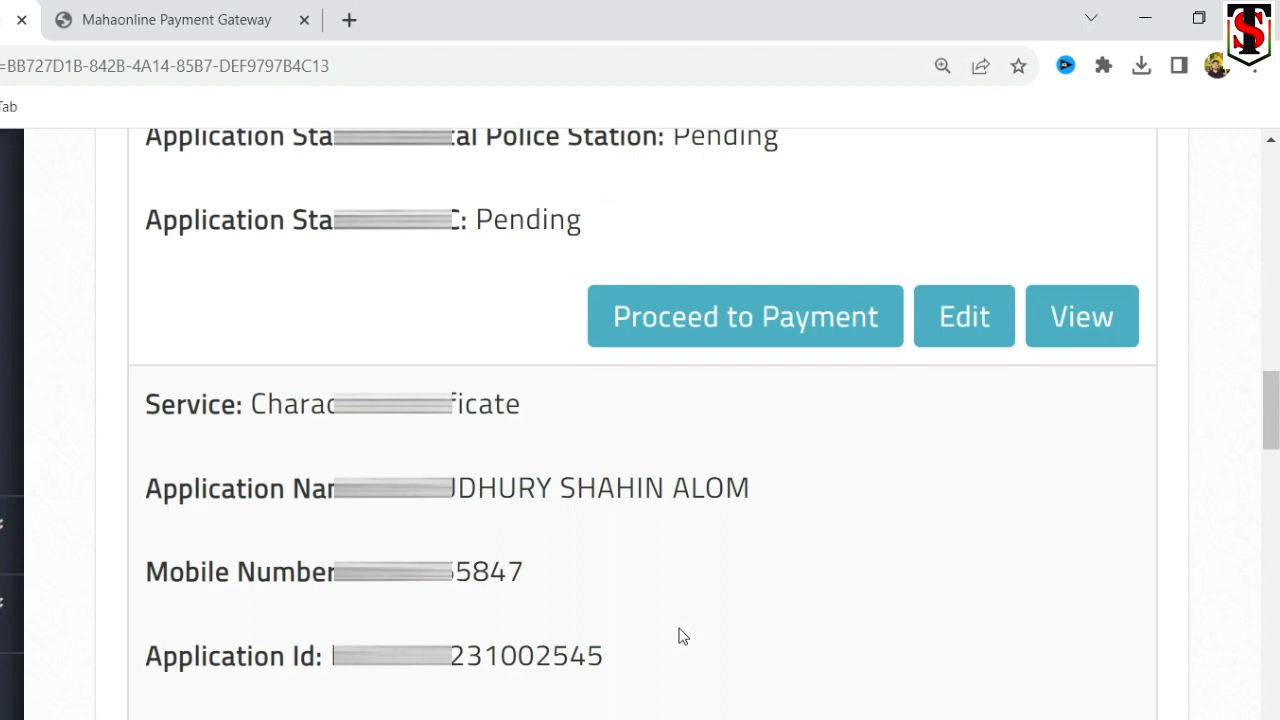 Mahaonline Payment Gateway
=BB727D1B-842B-4A14-85B7-DEF9797B4C13
Tab
Application Sta al Police Station: Pending
Application Sta C: Pending
Proceed to Payment Edit View
Service: Charac ficate
Application Nar UDHURY SHAHIN ALOM
Mobile Number 5847
Application Id: 231002545